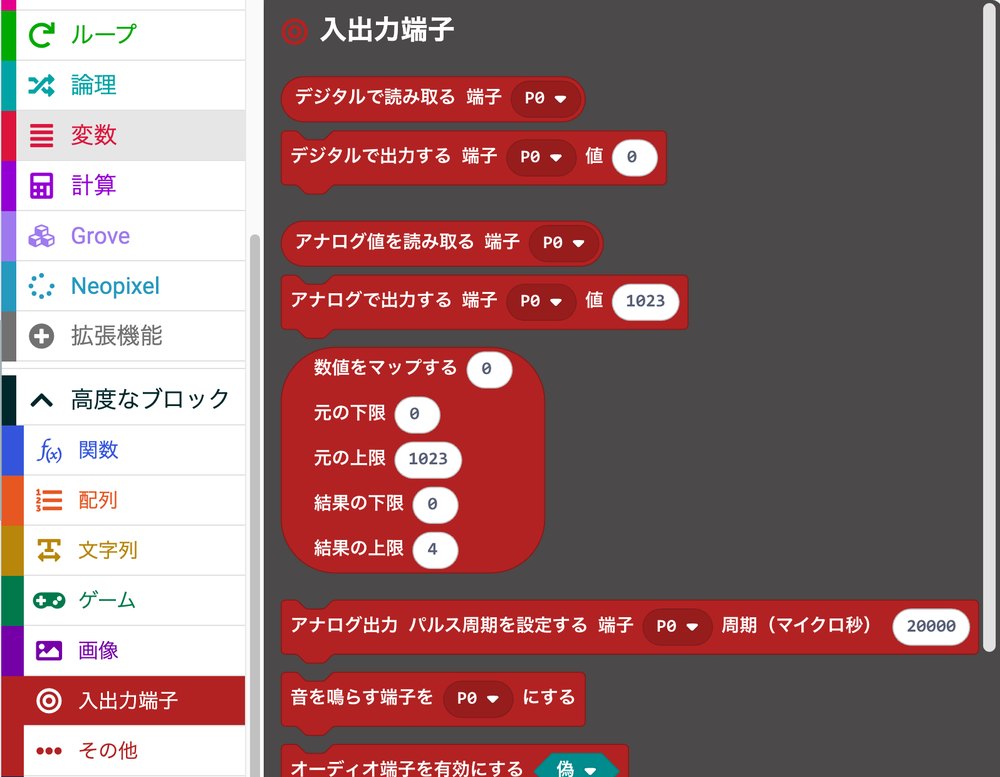 ループ
論理
変数
計算
Grove
Neopixel
拡張機能
高度なブロック
関数
配列
文字列
ゲーム
画像
入出力端子
その他
入出力端子
デジタルで読み取る 端子 P0
デジタルで出力する 端子 P0 値 0
アナログ値を読み取る 端子 P0
アナログで出力する 端子 P0 値 1023
数値をマップする 0
元の下限 0
元の上限 1023
結果の下限 0
結果の上限 4
アナログ出力 パルス周期を設定する 端子 P0 周期（マイクロ秒） 20000
音を鳴らす端子を P0 にする
オーディオ端子を有効にする 偽